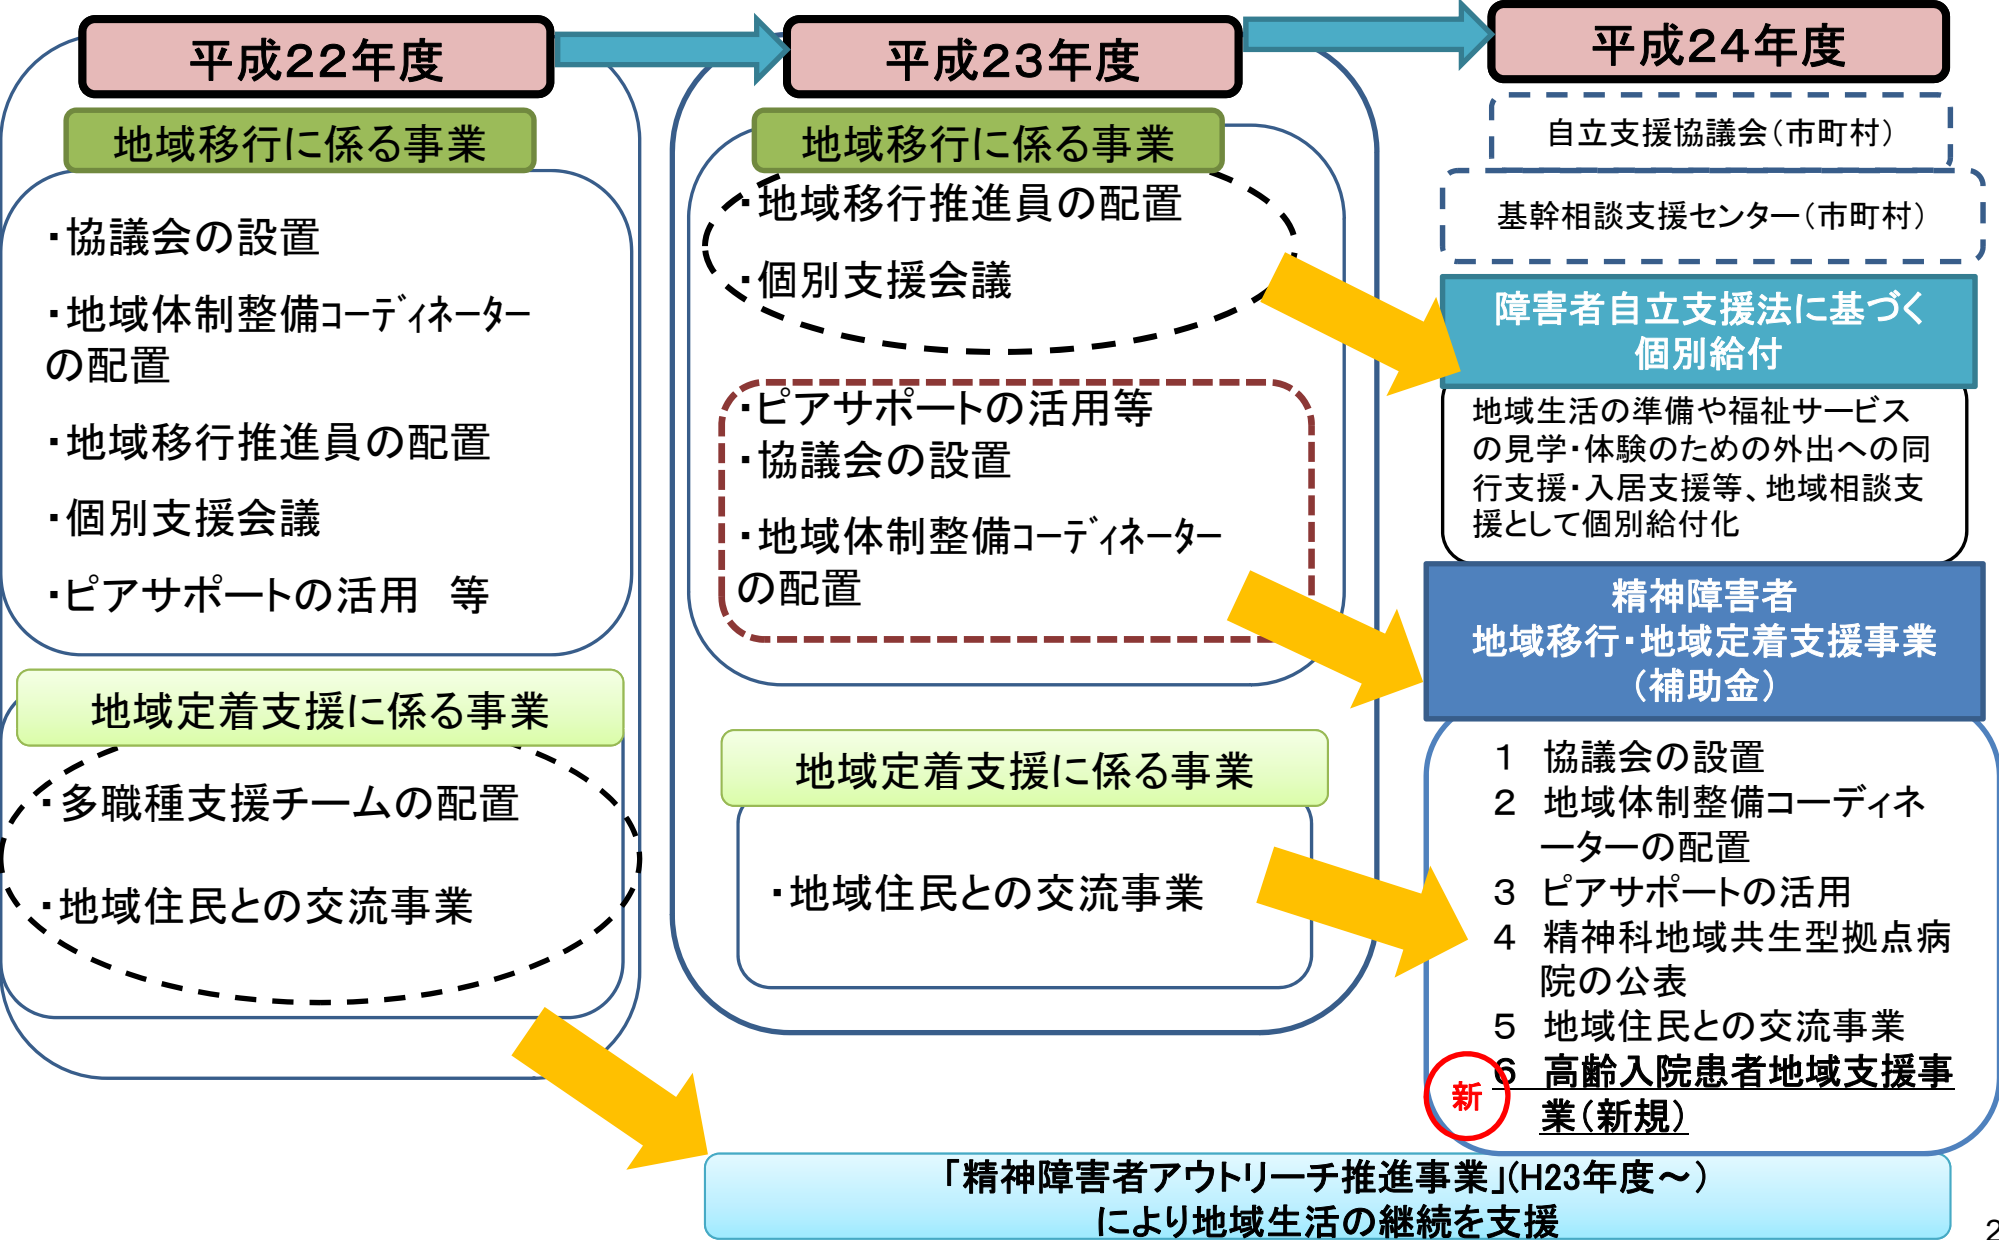 平成22年度
地域移行に係る事業
・協議会の設置
・地域体制整備ｺｰﾃﾞｨﾈｰﾀｰ
の配置
・地域移行推進員の配置
・個別支援会議
・ピアサポートの活用　等
地域定着支援に係る事業
・多職種支援チームの配置
・地域住民との交流事業
平成23年度
地域移行に係る事業
・地域移行推進員の配置
・個別支援会議
・ピアサポートの活用等
・協議会の設置
・地域体制整備ｺｰﾃﾞｨﾈｰﾀｰ
の配置
地域定着支援に係る事業
・地域住民との交流事業
平成24年度
自立支援協議会（市町村）
基幹相談支援センター（市町村）
障害者自立支援法に基づく
個別給付
地域生活の準備や福祉サービス
の見学・体験のための外出への同
行支援・入居支援等、地域相談支
援として個別給付化
精神障害者
地域移行・地域定着支援事業
（補助金）
1　協議会の設置
2　地域体制整備コーディネ
ーターの配置
3　ピアサポートの活用
4　精神科地域共生型拠点病
院の公表
5　地域住民との交流事業
6　高齢入院患者地域支援事
業（新規）
新
「精神障害者アウトリーチ推進事業」（H23年度～）
により地域生活の継続を支援
2